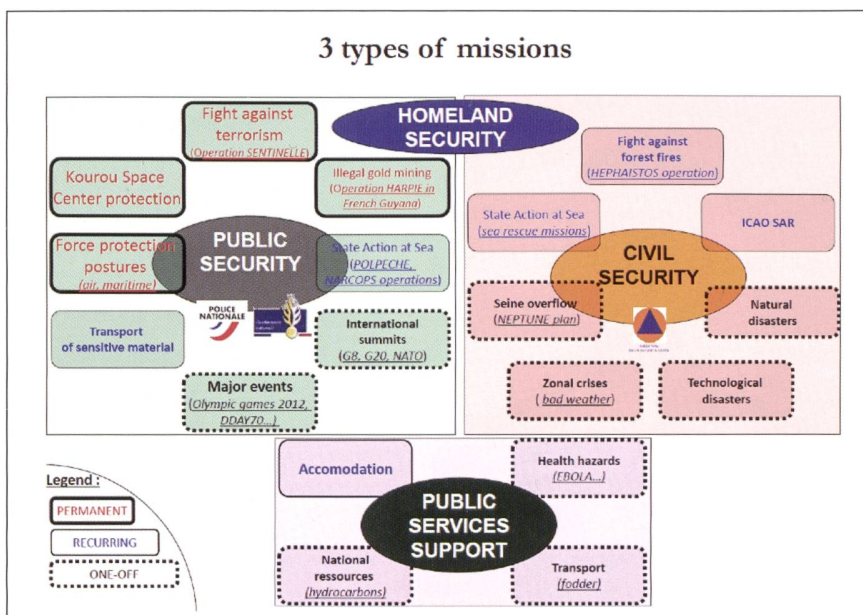 3 types of missions
HOMELAND
SECURITY
Fight against
terrorism
(Operation SENTINELLE)
Kourou Space
Center protection
Illegal gold mining
(Operation HARPIE in
French Guyana)
Force protection
postures
(air, maritime)
PUBLIC
SECURITY
State Action at Sea
(POLPECHE,
NARCOPS operations)
POLICE
NATIONALE
Transport
of sensitive material
International
summits
(G8, G20, NATO)
Major events
(Olympic games 2012,
DDAY70...)
Fight against
forest fires
(HEPHAISTOS operation)
State Action at Sea
(sea rescue missions)
ICAO SAR
CIVIL
SECURITY
Seine overflow
(NEPTUNE plan)
Natural
disasters
Zonal crises
( bad weather)
Technological
disasters
Accomodation
Health hazards
(EBOLA...)
PUBLIC
SERVICES
SUPPORT
National
ressources
(hydrocarbons)
Transport
(fodder)
Legend :
PERMANENT
RECURRING
ONE-OFF